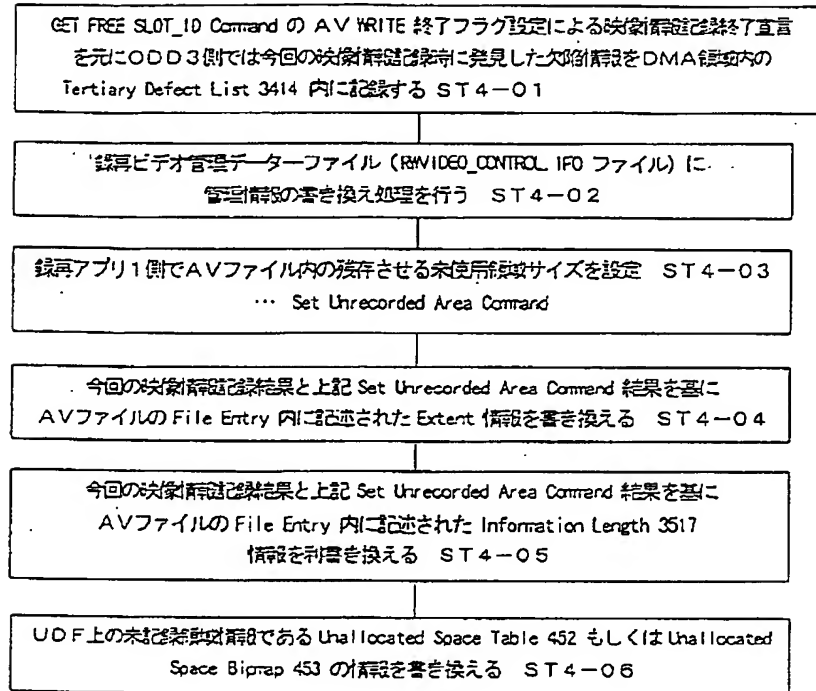 GET FREE SLOT_ID Command の AV WRITE 終了フラグ設定による映像情報記録終了宣言
を元にODD3側では今回の映像情報記録時に発見した欠陥情報をDMA領域内の
Tertiary Defect List 3414 内に記録する ST4-01
録再ビデオ管理データーファイル（RWVIDEO_CONTROL. IFO ファイル）に
管理情報の書き換え処理を行う ST4-02
録再アプリ1側でAVファイル内の残存させる未使用領域サイズを設定 ST4-03
… Set Unrecorded Area Command
今回の映像情報記録結果と上記 Set Unrecorded Area Command 結果を基に
AVファイルの File Entry 内に記述された Extent 情報を書き換える ST4-04
今回の映像情報記録結果と上記 Set Unrecorded Area Command 結果を基に
AVファイルの File Entry 内に記述された Information Length 3517
情報を利書き換える ST4-05
UDF上の未記録領域情報である Unallocated Space Table 452 もしくは Unallocated
Space Bitmap 453 の情報を書き換える ST4-06